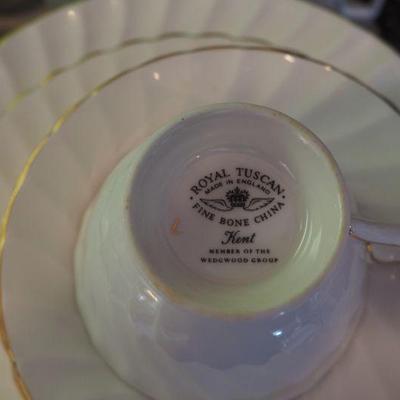 ROYAL TUSCAN
MADE IN ENGLAND
FINE BONE CHINA
Kent
MEMBER OF THE
WEDGWOOD GROUP